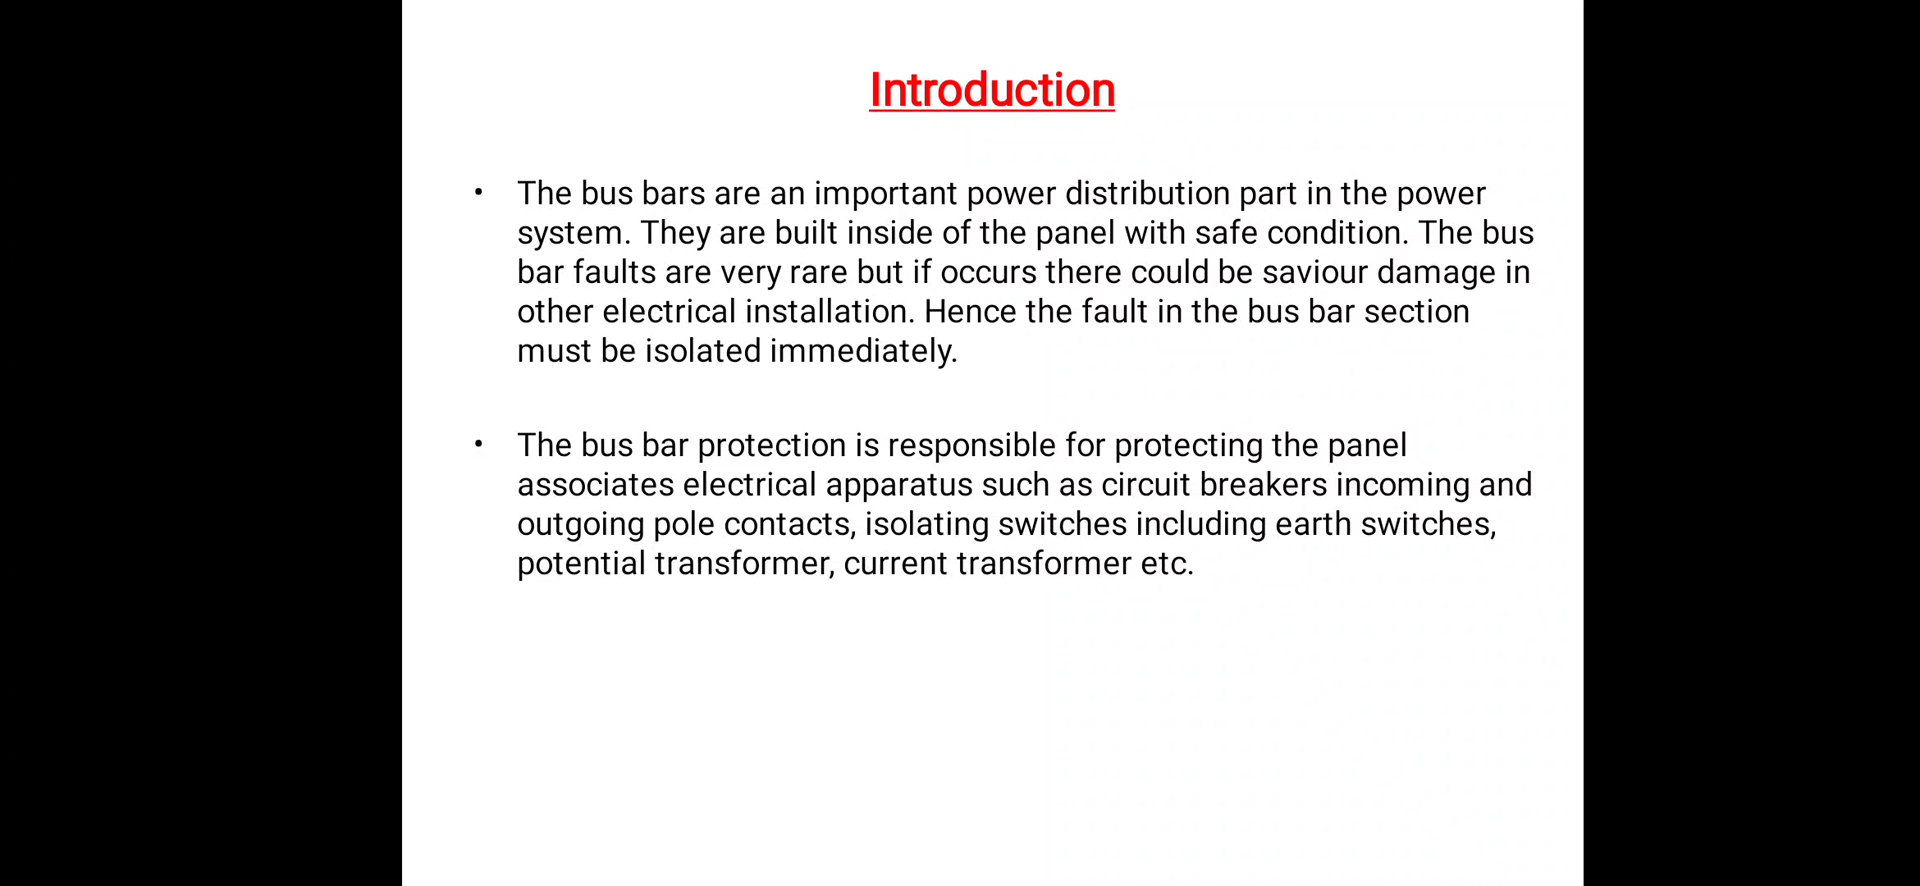 Introduction
• The bus bars are an important power distribution part in the power
system. They are built inside of the panel with safe condition. The bus
bar faults are very rare but if occurs there could be saviour damage in
other electrical installation. Hence the fault in the bus bar section
must be isolated immediately.
• The bus bar protection is responsible for protecting the panel
associates electrical apparatus such as circuit breakers incoming and
outgoing pole contacts, isolating switches including earth switches,
potential transformer, current transformer etc.